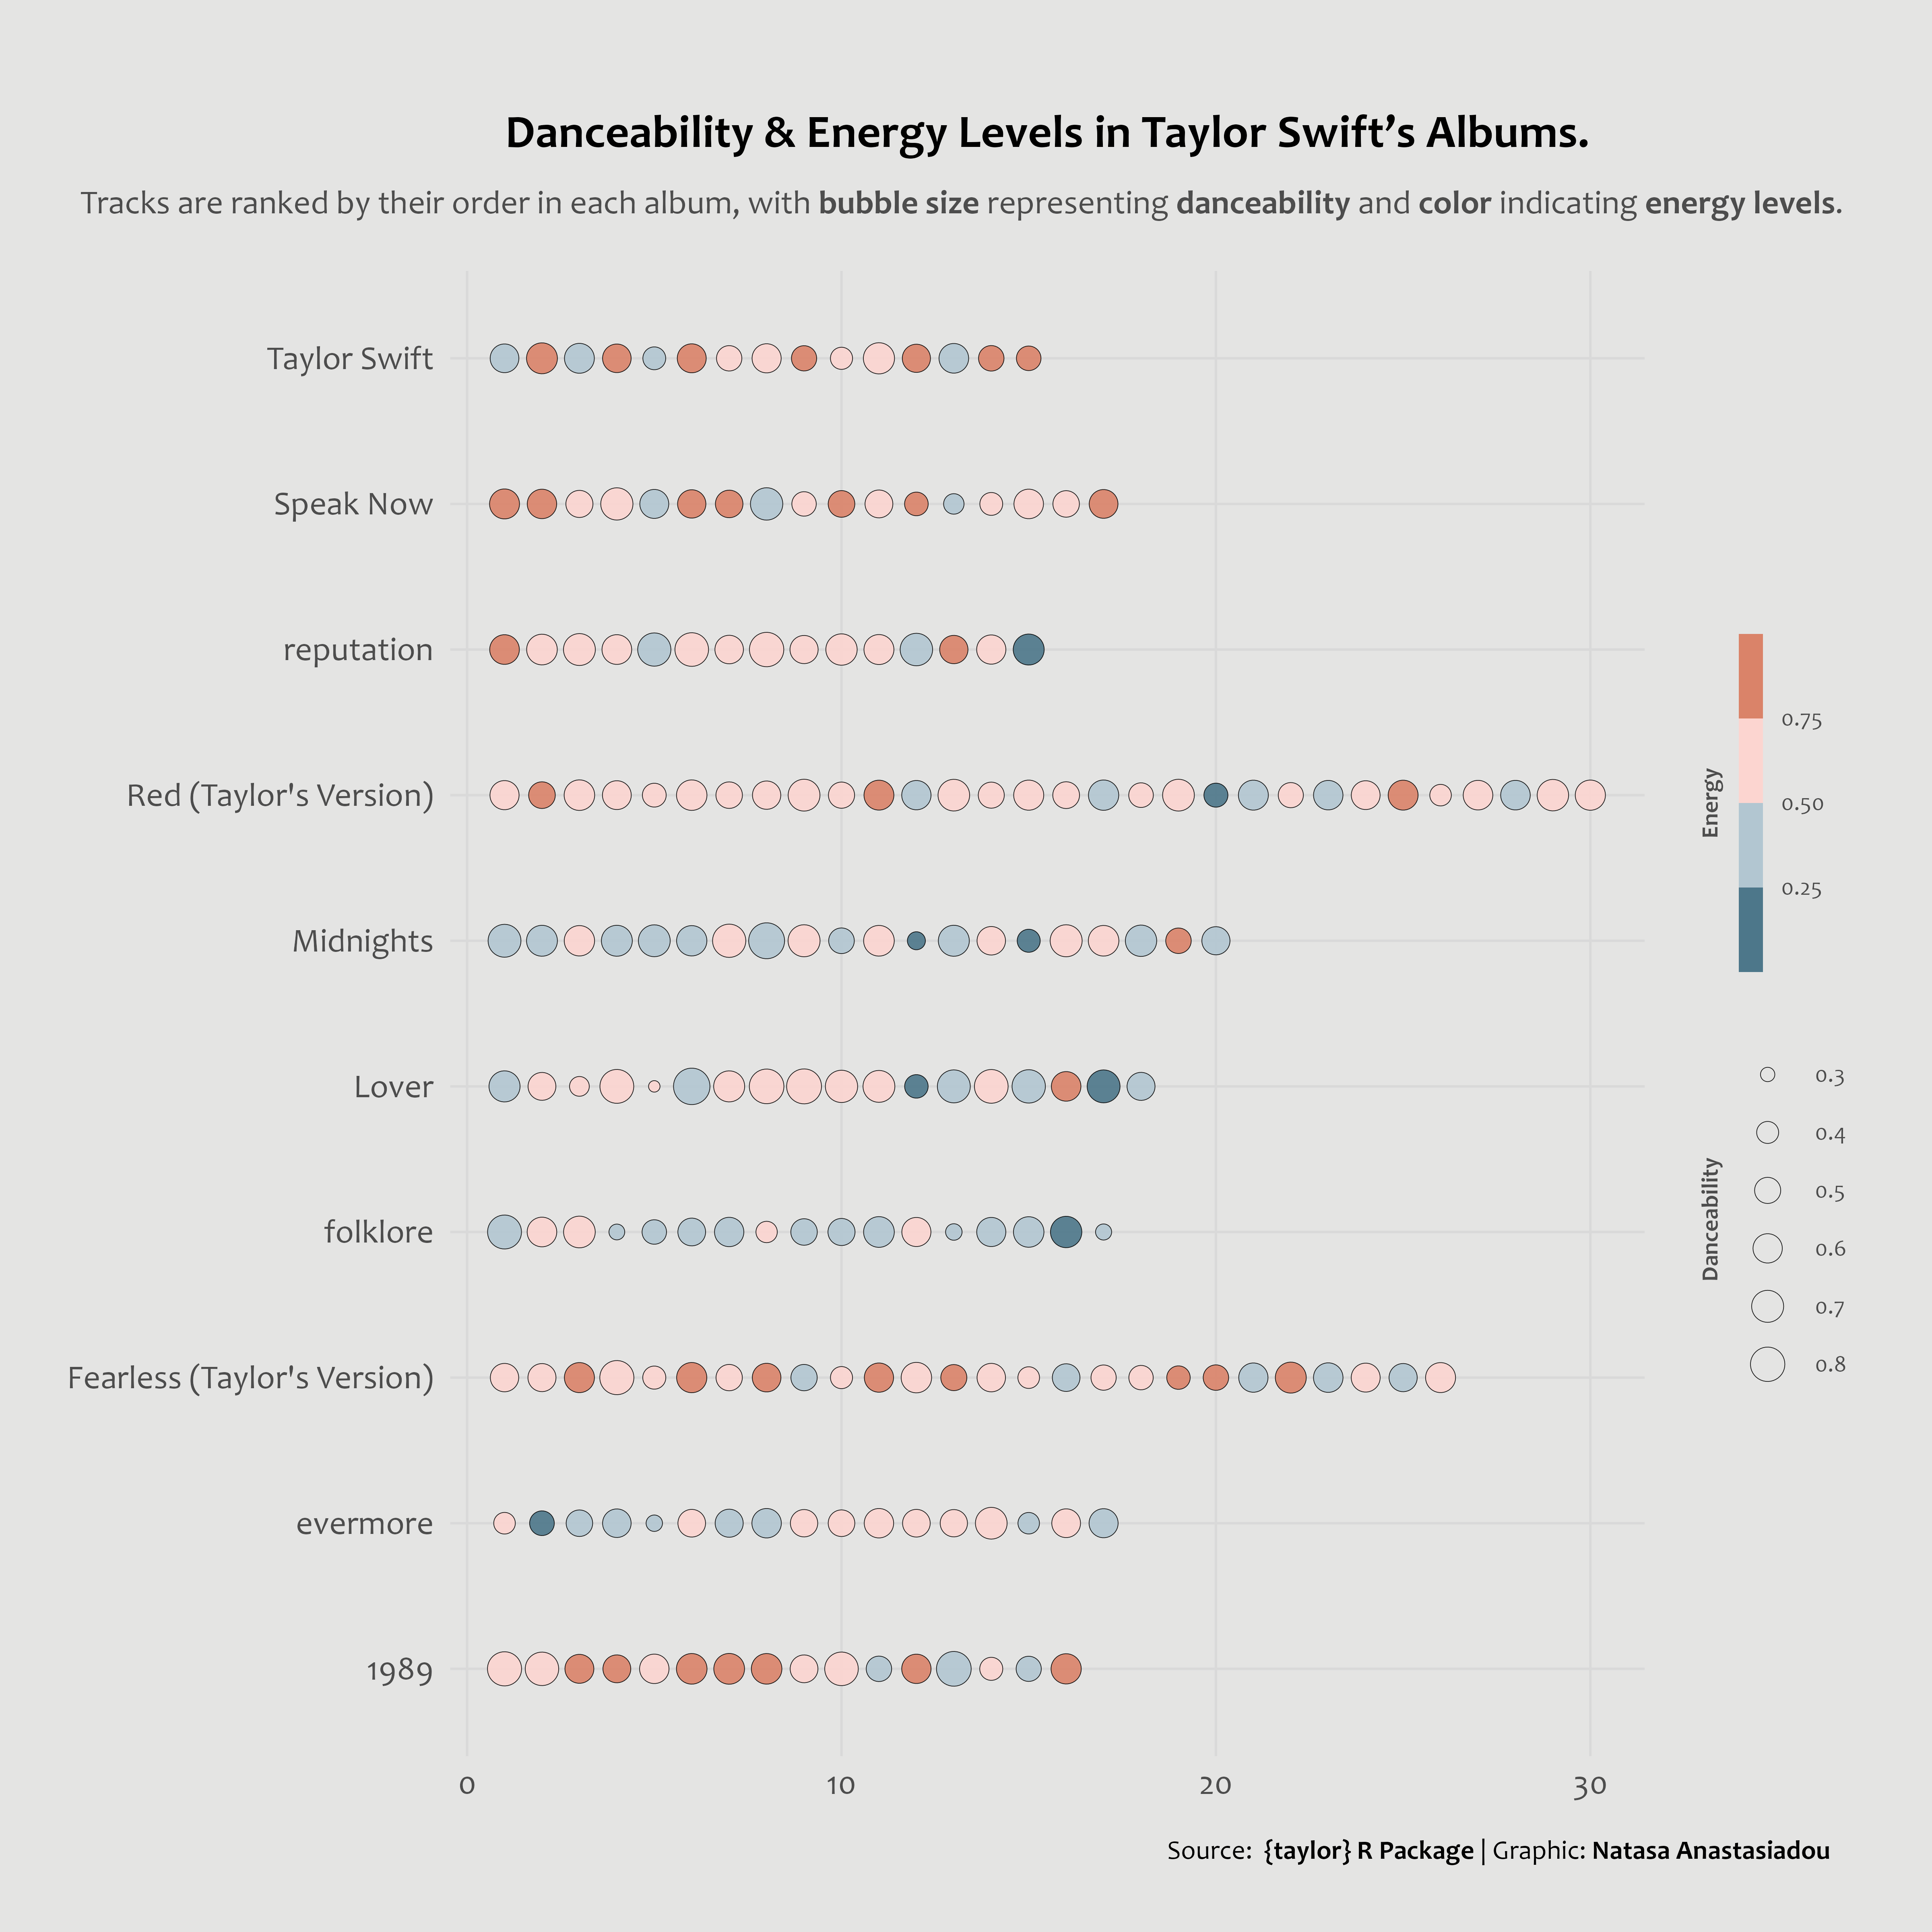 Danceability & Energy Levels in Taylor Swift’s Albums.
Tracks are ranked by their order in each album, with bubble size representing danceability and color indicating energy levels.
Taylor Swift
Speak Now
reputation
Red (Taylor's Version)
Midnights
Lover
folklore
Fearless (Taylor's Version)
evermore
1989
0
10
20
30
Energy
0.75
0.50
0.25
Danceability
0.3
0.4
0.5
0.6
0.7
0.8
Source: {taylor} R Package | Graphic: Natasa Anastasiadou